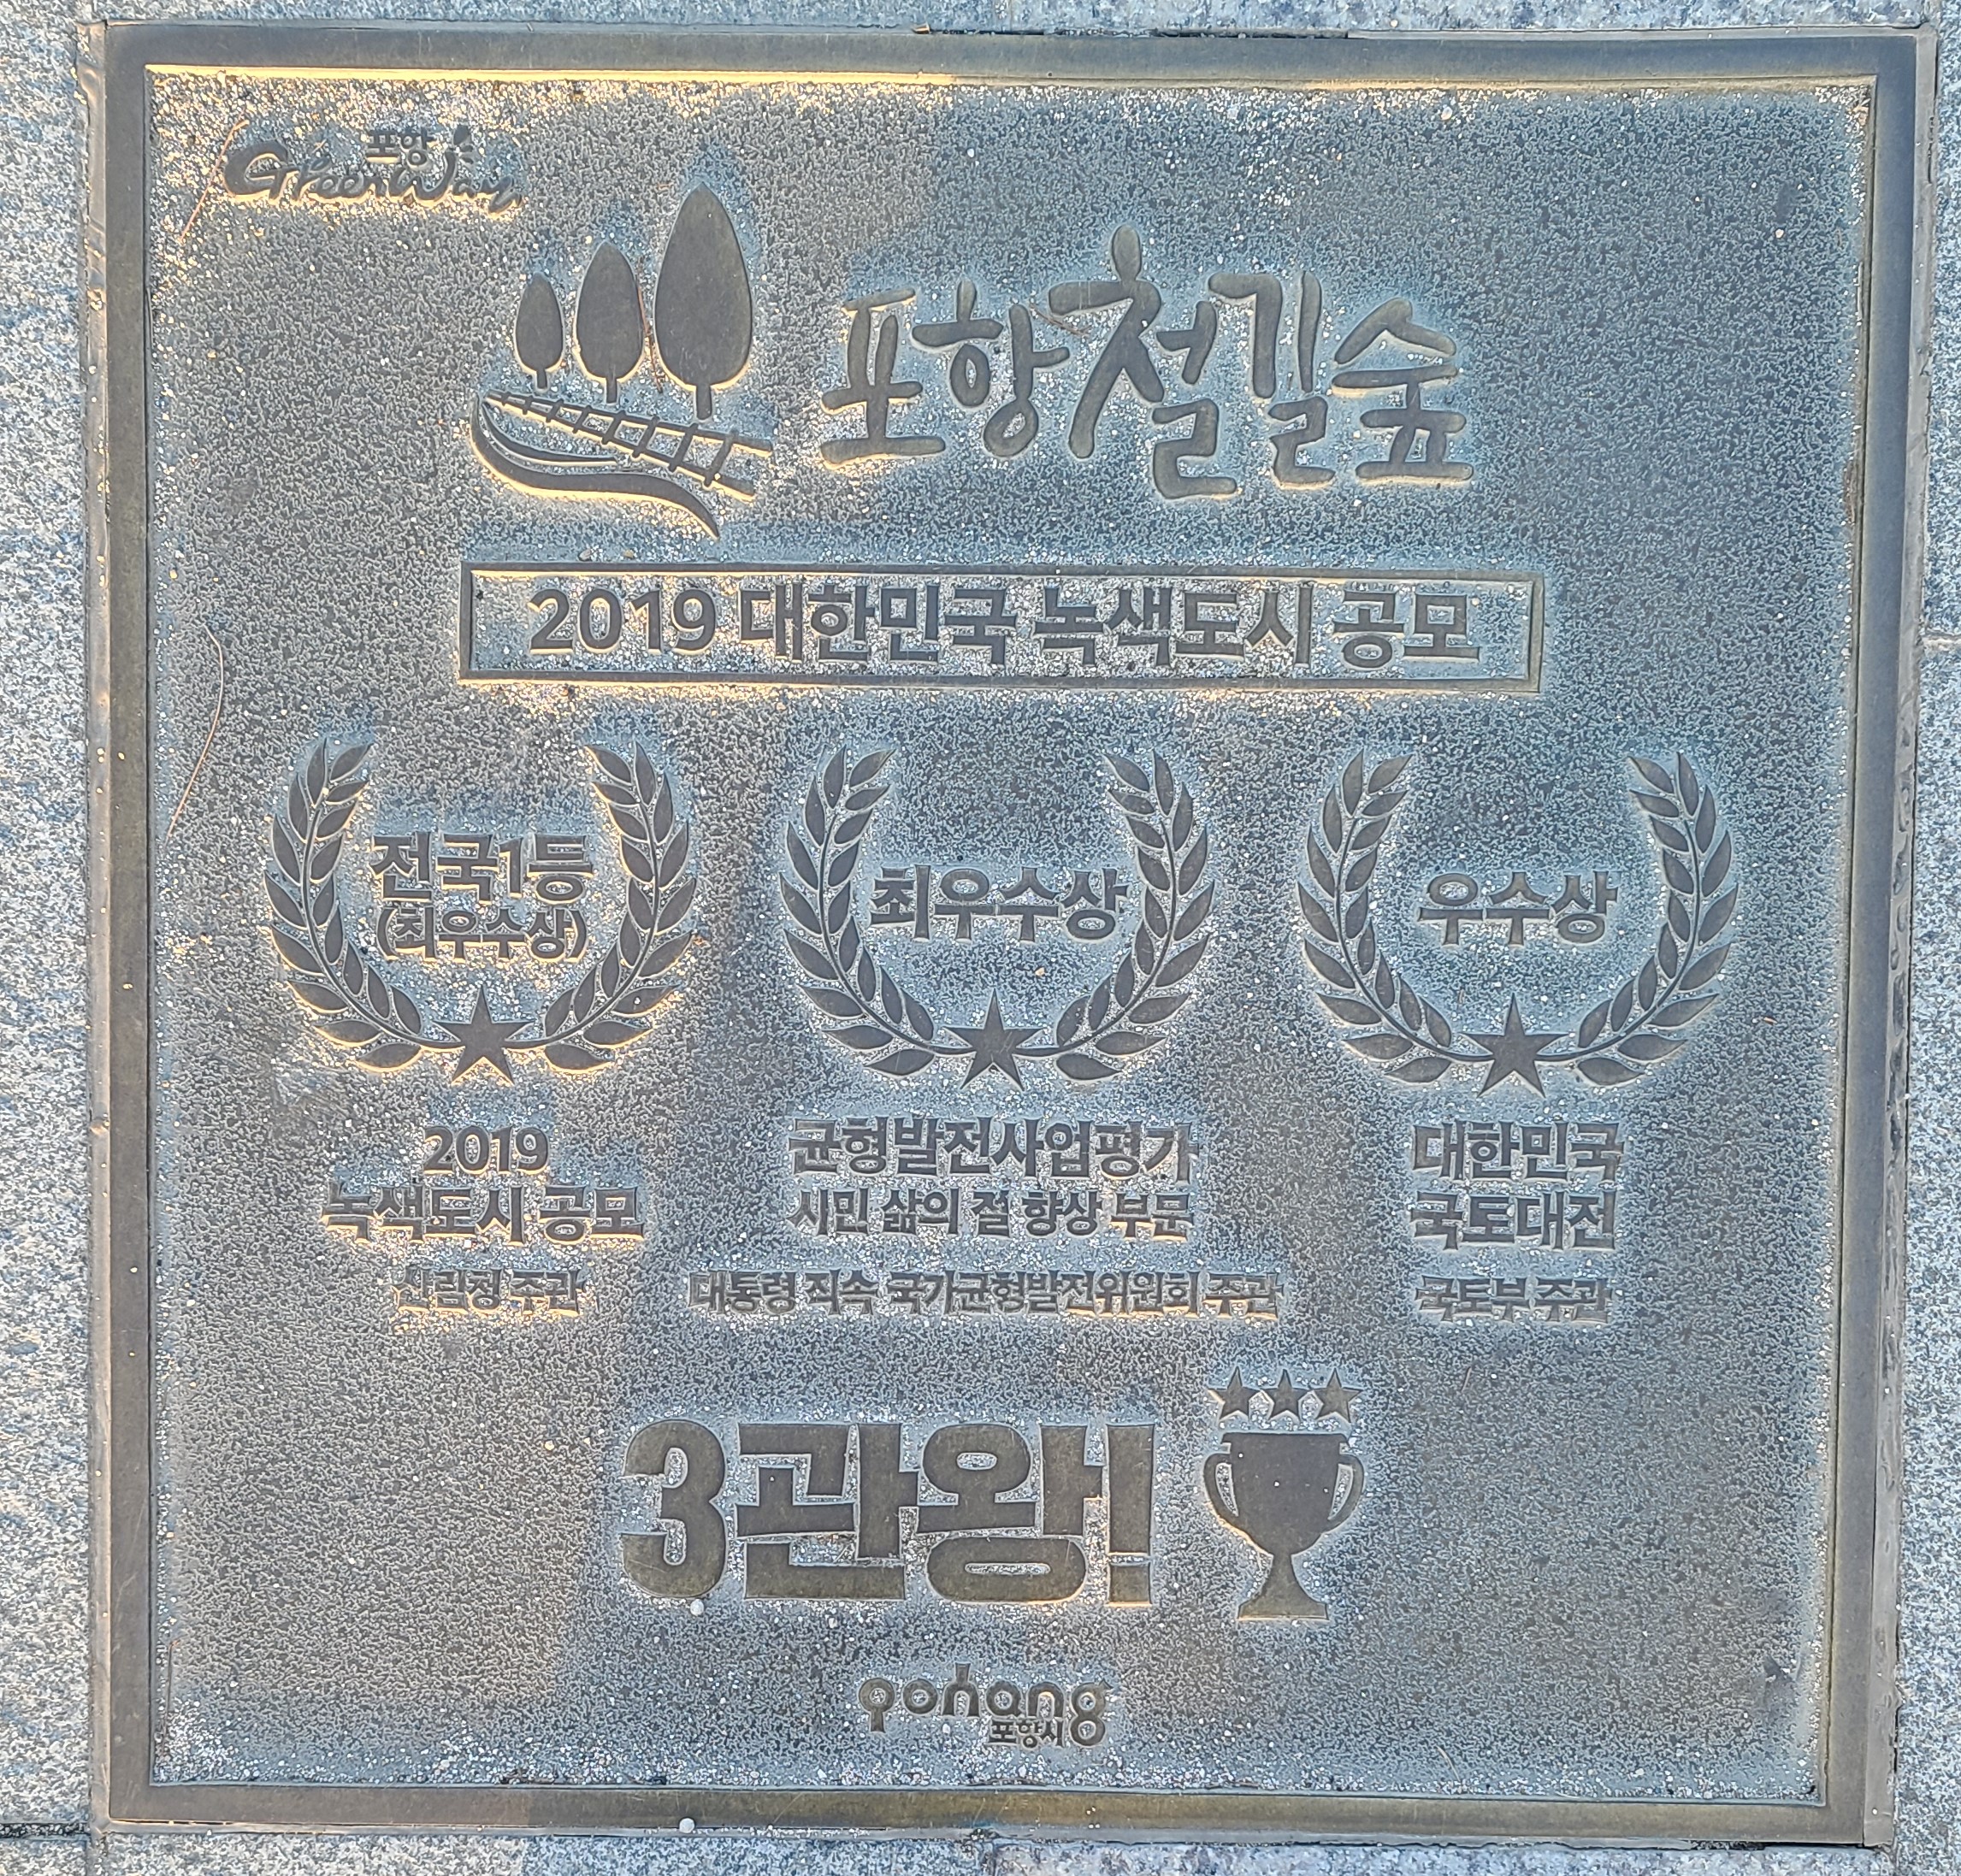 포항
GreenWay
포항철길숲
2019 대한민국 녹색도시 공모
전국1등
(최우수상)
최우수상
우수상
2019
녹색도시 공모
산림청 주관
균형발전사업평가
시민 삶의 절 향상 부문
대통령 직속 국가균형발전위원회 주관
대한민국
국토대전
국토부 주관
3관왕!
pohang
포항시